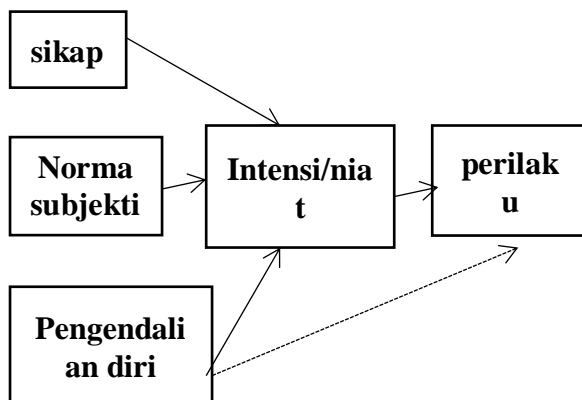 sikap
Norma
subjekti
Intensi/nia
t
perilak
u
Pengendali
an diri